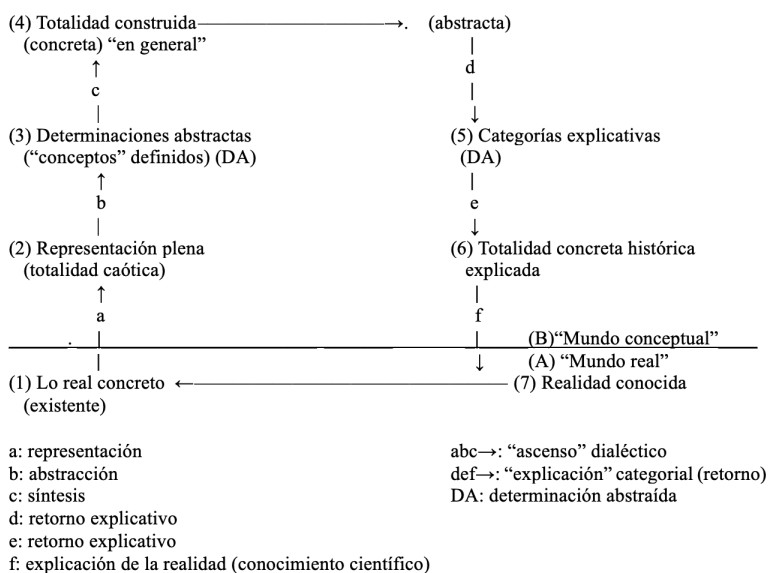 (4) Totalidad construida———————→. (abstracta)
(concreta) “en general” |
↑ d
c |
| ↓
(3) Determinaciones abstractas (5) Categorías explicativas
(“conceptos” definidos) (DA) (DA)
↑ |
b e
| ↓
(2) Representación plena (6) Totalidad concreta histórica
(totalidad caótica) explicada
↑ |
a f
| | (B)“Mundo conceptual”
| ↓ (A) “Mundo real”
(1) Lo real concreto ←——————————— (7) Realidad conocida
(existente)
a: representación abc→: “ascenso” dialéctico
b: abstracción def→: “explicación” categorial (retorno)
c: síntesis DA: determinación abstraída
d: retorno explicativo
e: retorno explicativo
f: explicación de la realidad (conocimiento científico)